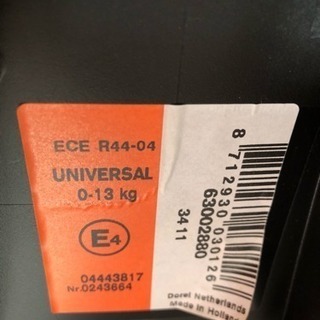 ECE R44-04
UNIVERSAL
0-13 kg
E4
04443817
Nr.0243664
8 712930 030126
63002880
3411
Dorel Netherlands
Made in Holland